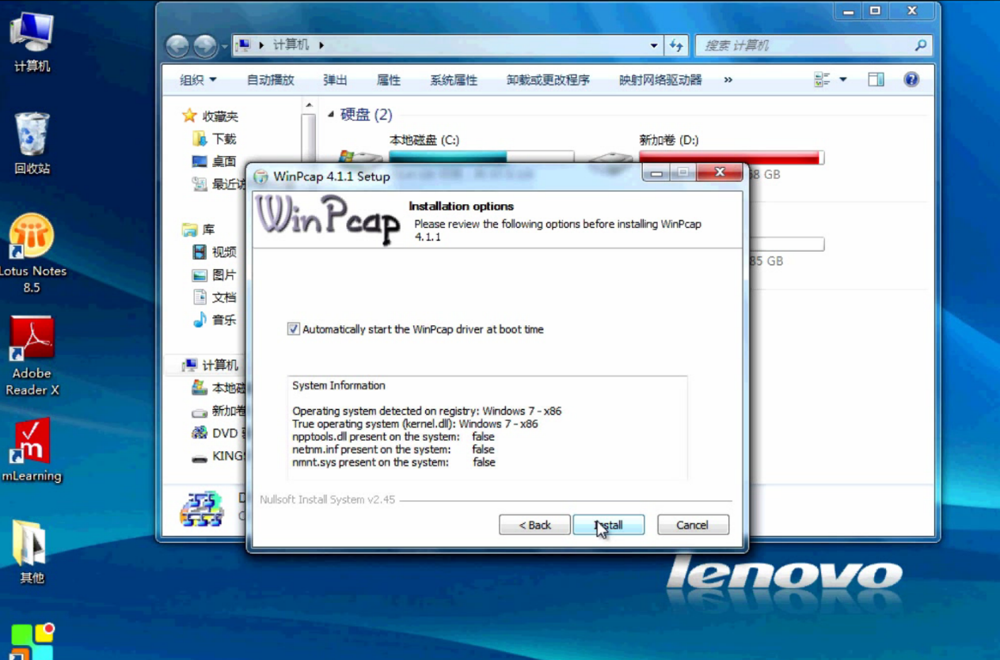 计算机
回收站
Lotus Notes
8.5
Adobe
Reader X
mLearning
其他
计算机
搜索 计算机
组织
自动播放
弹出
属性
系统属性
卸载或更改程序
映射网络驱动器
»
收藏夹
下载
桌面
最近访
库
视频
图片
文档
音乐
计算机
本地磁
新加卷
DVD
KINGS
硬盘 (2)
本地磁盘 (C:)
新加卷 (D:)
8 GB
85 GB
WinPcap 4.1.1 Setup
WinPcap
Installation options
Please review the following options before installing WinPcap
4.1.1
Automatically start the WinPcap driver at boot time
System Information
Operating system detected on registry: Windows 7 - x86
True operating system (kernel.dll): Windows 7 - x86
npptools.dll present on the system: false
netnm.inf present on the system: false
nmnt.sys present on the system: false
Nullsoft Install System v2.45
< Back
Install
Cancel
lenovo